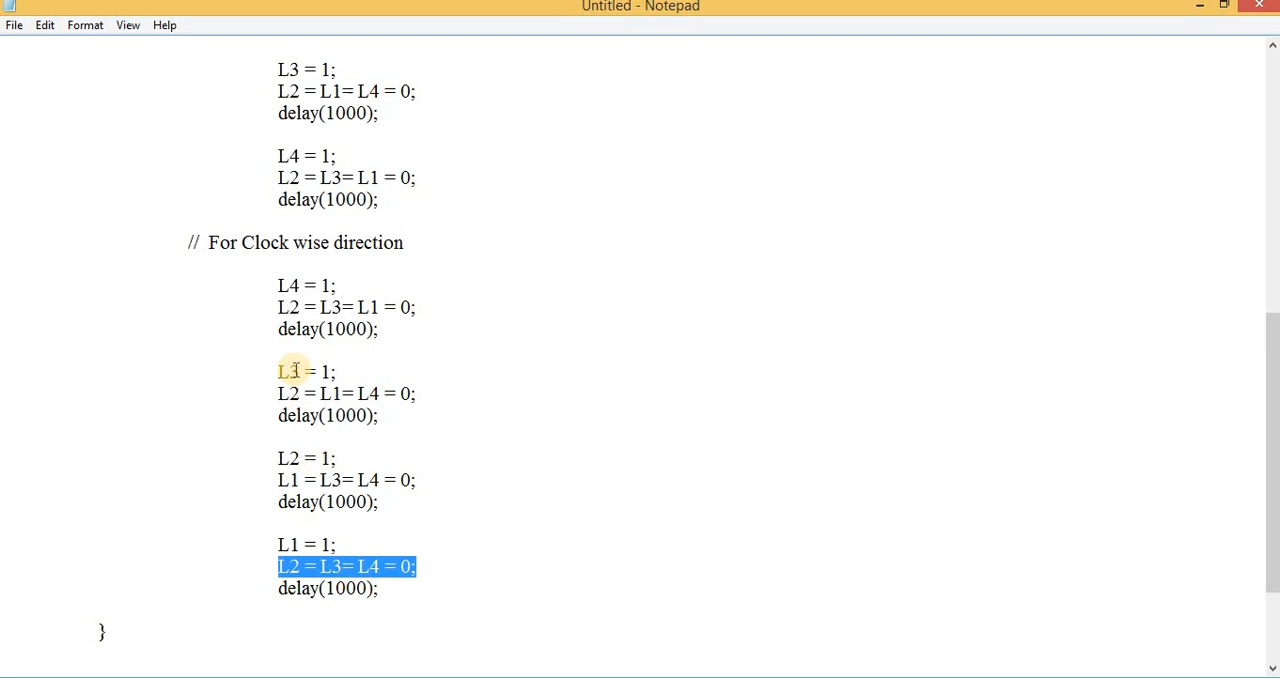 Untitled - Notepad
File Edit Format View Help
L3 = 1;
L2 = L1= L4 = 0;
delay(1000);
L4 = 1;
L2 = L3= L1 = 0;
delay(1000);
// For Clock wise direction
L4 = 1;
L2 = L3= L1 = 0;
delay(1000);
L3 = 1;
L2 = L1= L4 = 0;
delay(1000);
L2 = 1;
L1 = L3= L4 = 0;
delay(1000);
L1 = 1;
L2 = L3= L4 = 0;
delay(1000);
}